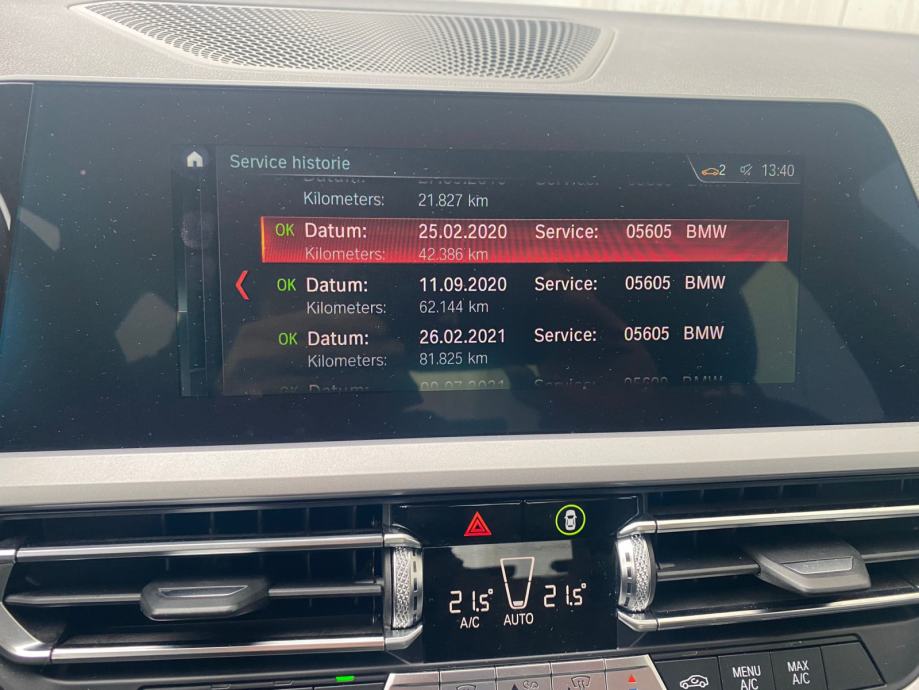 Service historie
2
13:40
Kilometers: 21.827 km
OK Datum: 25.02.2020 Service: 05605 BMW
Kilometers: 42.386 km
OK Datum: 11.09.2020 Service: 05605 BMW
Kilometers: 62.144 km
OK Datum: 26.02.2021 Service: 05605 BMW
Kilometers: 81.825 km
21.5° 21.5°
A/C AUTO
MENU MAX
A/C A/C